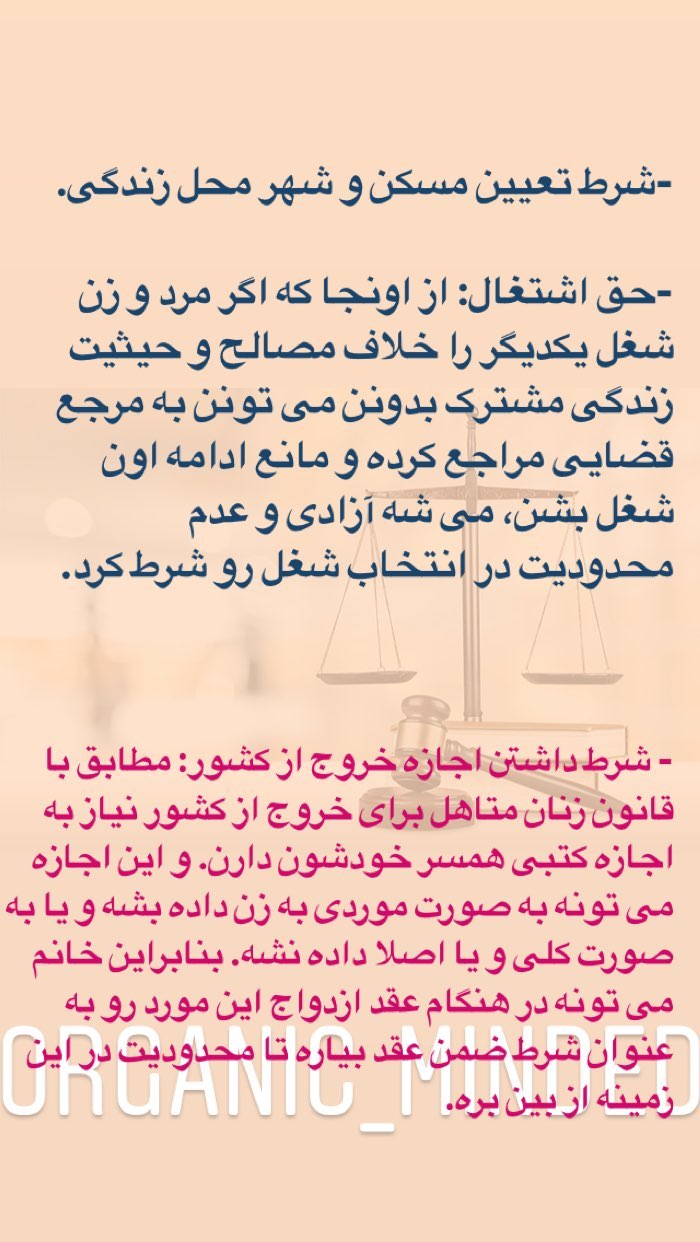 -شرط تعیین مسکن و شهر محل زندگی.
-حق اشتغال: از اونجا که اگر مرد و زن
شغل یکدیگر را خلاف مصالح و حیثیت
زندگی مشترک بدونن می تونن به مرجع
قضایی مراجع کرده و مانع ادامه اون
شغل بشن، می شه آزادی و عدم
محدودیت در انتخاب شغل رو شرط کرد.
- شرط داشتن اجازه خروج از کشور: مطابق با
قانون زنان متاهل برای خروج از کشور نیاز به
اجازه کتبی همسر خودشون دارن. و این اجازه
می تونه به صورت موردی به زن داده بشه و یا به
صورت کلی و یا اصلا داده نشه. بنابراین خانم
می تونه در هنگام عقد ازدواج این مورد رو به
عنوان شرط ضمن عقد بیاره تا محدودیت در این
زمینه از بین بره.
ORGANIC_MINDED